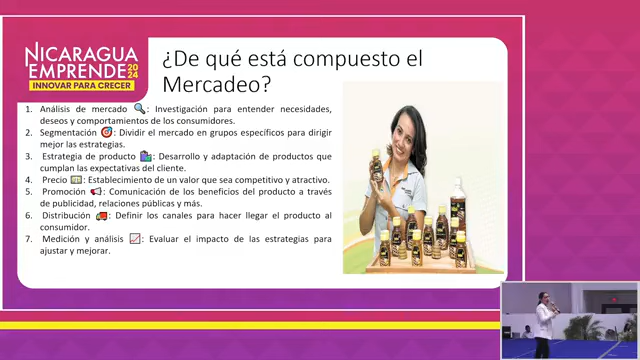 NICARAGUA
EMPRENDE 2024
INNOVAR PARA CRECER
¿De qué está compuesto el
Mercadeo?
1. Análisis de mercado 🔍: Investigación para entender necesidades,
deseos y comportamientos de los consumidores.
2. Segmentación 🎯: Dividir el mercado en grupos específicos para dirigir
mejor las estrategias.
3. Estrategia de producto 🛍️: Desarrollo y adaptación de productos que
cumplan las expectativas del cliente.
4. Precio 💵: Establecimiento de un valor que sea competitivo y atractivo.
5. Promoción 📢: Comunicación de los beneficios del producto a través
de publicidad, relaciones públicas y más.
6. Distribución 🚚: Definir los canales para hacer llegar el producto al
consumidor.
7. Medición y análisis 📈: Evaluar el impacto de las estrategias para
ajustar y mejorar.